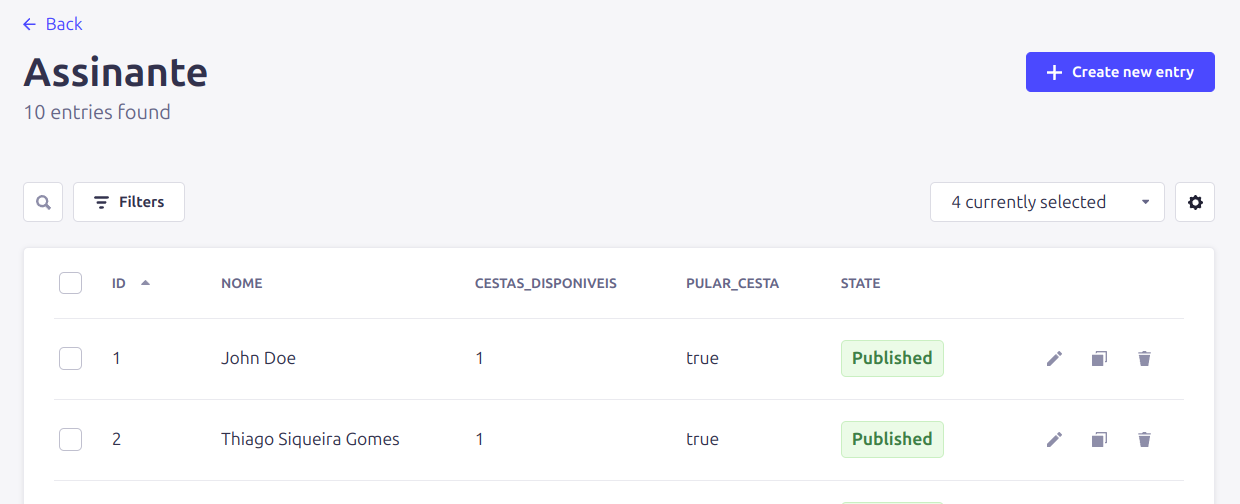 Back
Assinante
Create new entry
10 entries found
Filters
4 currently selected
ID NOME CESTAS_DISPONIVEIS PULAR_CESTA STATE
1 John Doe 1 true Published
2 Thiago Siqueira Gomes 1 true Published